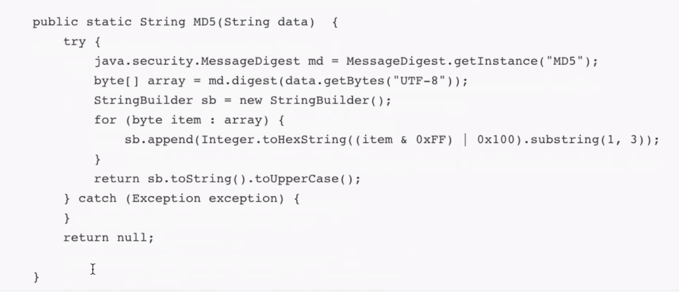 public static String MD5(String data)  {
    try {
        java.security.MessageDigest md = MessageDigest.getInstance("MD5");
        byte[] array = md.digest(data.getBytes("UTF-8"));
        StringBuilder sb = new StringBuilder();
        for (byte item : array) {
            sb.append(Integer.toHexString((item & 0xFF) | 0x100).substring(1, 3));
        }
        return sb.toString().toUpperCase();
    } catch (Exception exception) {
    }
    return null;
}